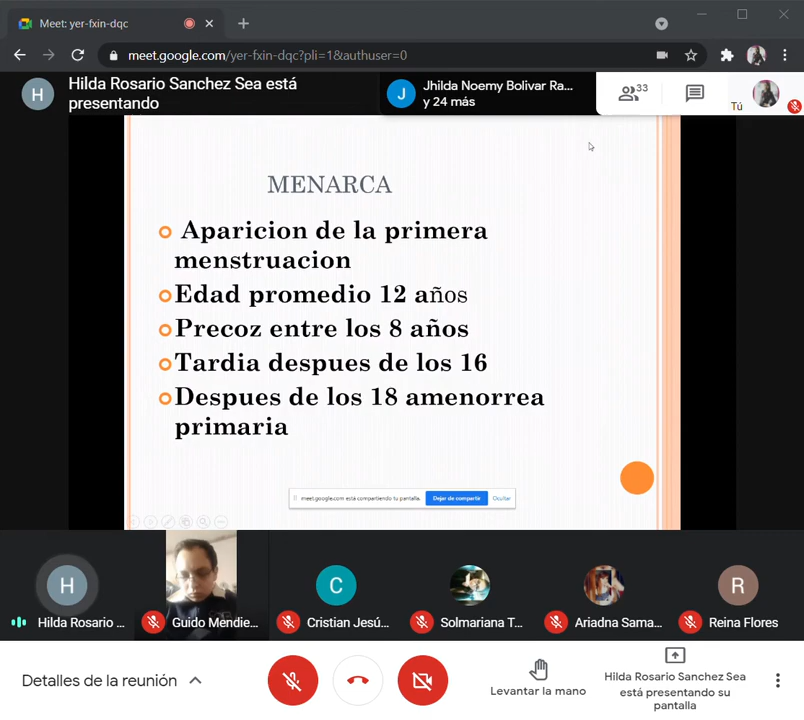 Meet: yer-fxin-dqc
meet.google.com/yer-fxin-dqc?pli=1&authuser=0
H
Hilda Rosario Sanchez Sea está
presentando
J
Jhilda Noemy Bolivar Ra...
y 24 más
33
Tú
MENARCA
Aparicion de la primera
menstruacion
Edad promedio 12 años
Precoz entre los 8 años
Tardia despues de los 16
Despues de los 18 amenorrea
primaria
meet.google.com está compartiendo tu pantalla.
Dejar de compartir
Ocultar
H
Hilda Rosario ...
Guido Mendie...
C
Cristian Jesú...
Solmariana T...
Ariadna Sama...
R
Reina Flores
Detalles de la reunión
Levantar la mano
Hilda Rosario Sanchez Sea
está presentando su
pantalla